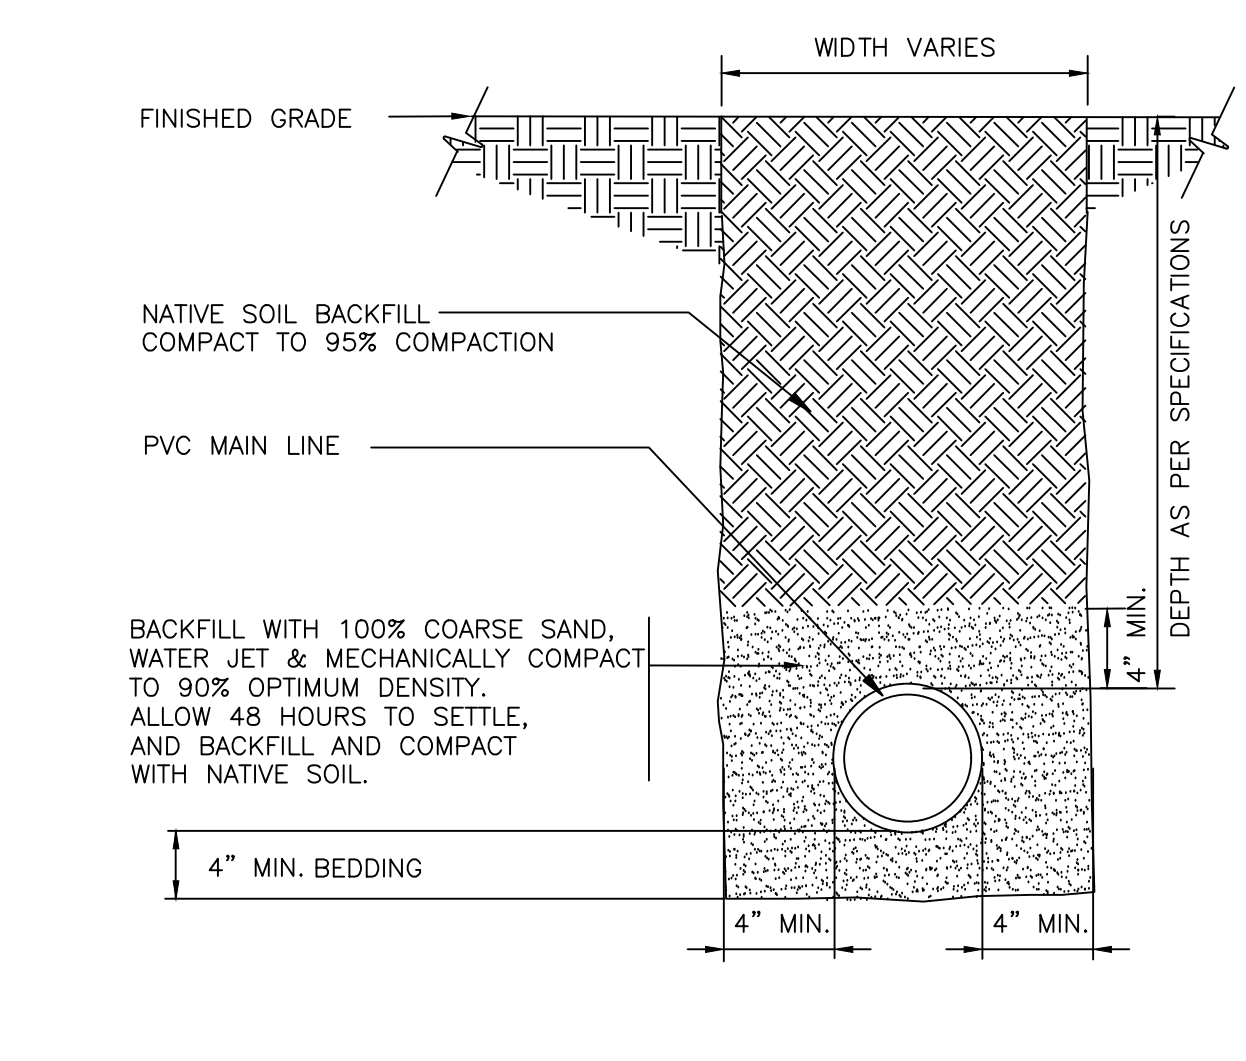 WIDTH VARIES
FINISHED GRADE
NATIVE SOIL BACKFILL
COMPACT TO 95% COMPACTION
PVC MAIN LINE
DEPTH AS PER SPECIFICATIONS
4” MIN.
BACKFILL WITH 100% COARSE SAND,
WATER JET & MECHANICALLY COMPACT
TO 90% OPTIMUM DENSITY.
ALLOW 48 HOURS TO SETTLE,
AND BACKFILL AND COMPACT
WITH NATIVE SOIL.
4” MIN. BEDDING
4” MIN.
4” MIN.